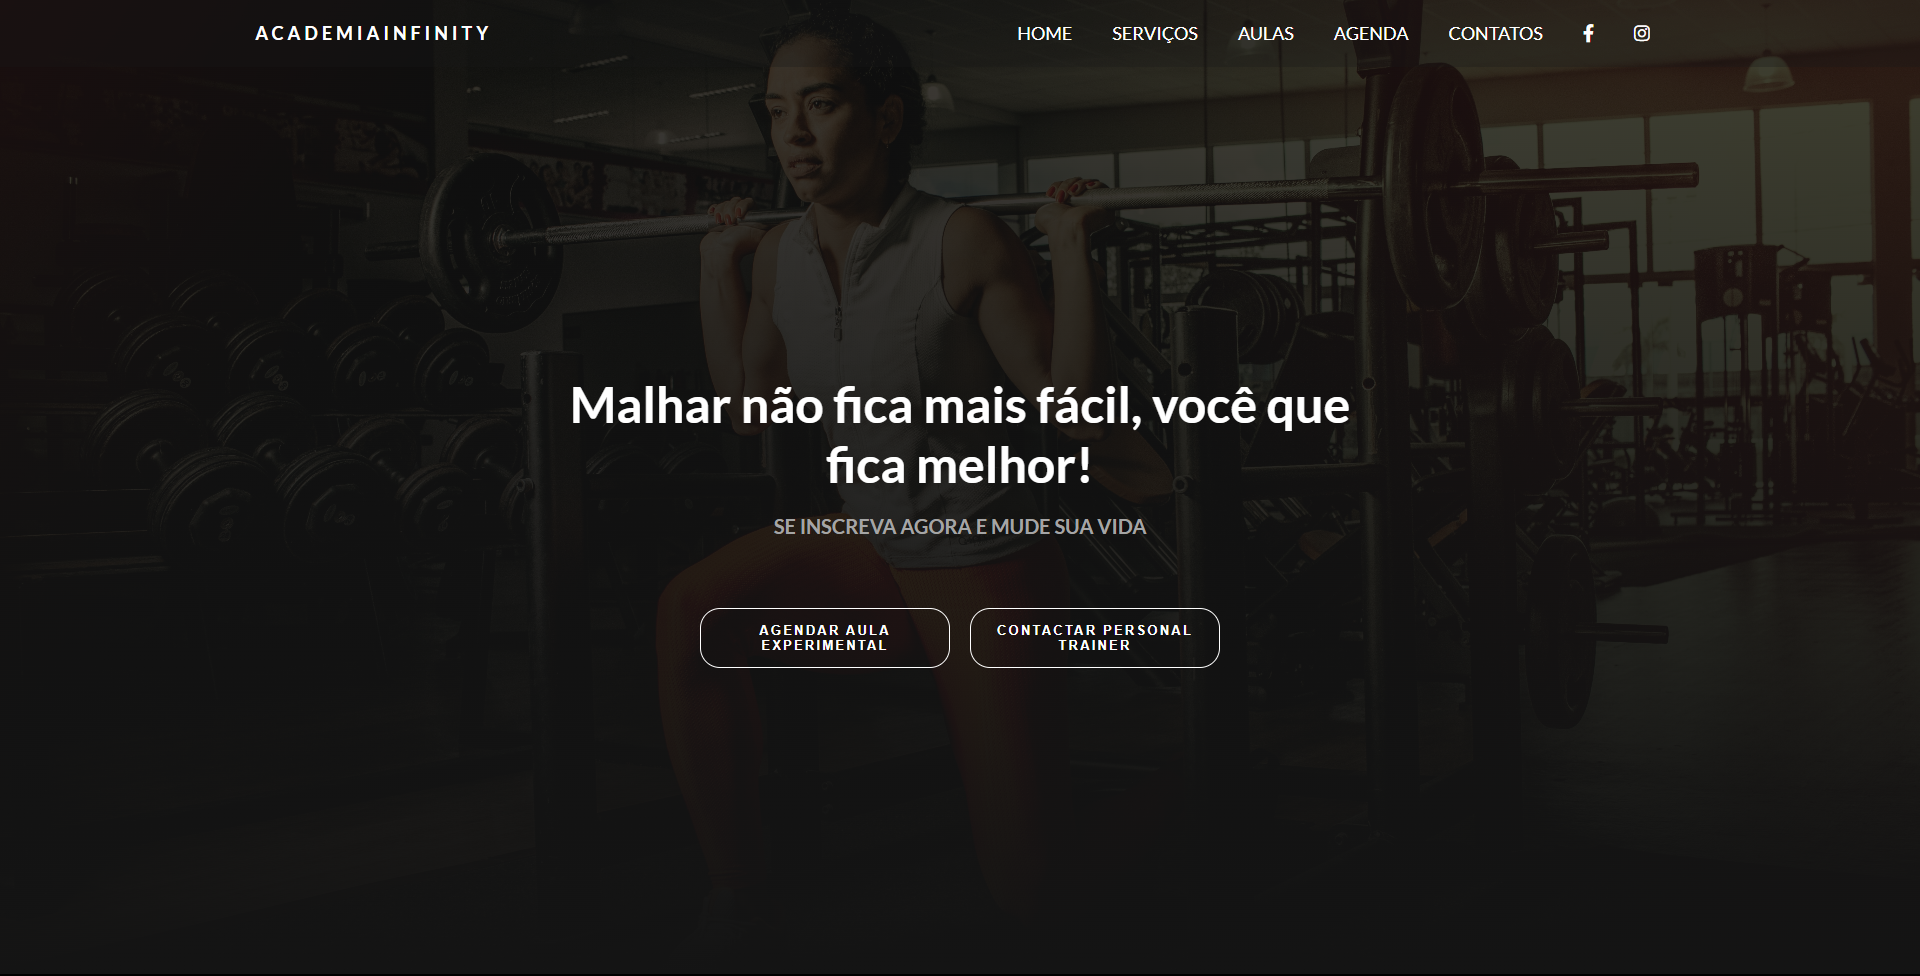 ACADEMIAINFINITY
HOME SERVIÇOS AULAS AGENDA CONTATOS
Malhar não fica mais fácil, você que
fica melhor!
SE INSCREVA AGORA E MUDE SUA VIDA
AGENDAR AULA
EXPERIMENTAL
CONTACTAR PERSONAL
TRAINER